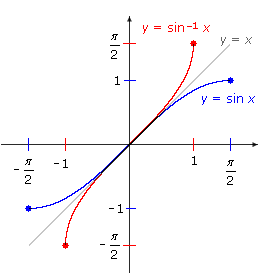 y = sin⁻¹ x
π/2
y = x
1
y = sin x
-π/2
-1
1
π/2
-1
-π/2